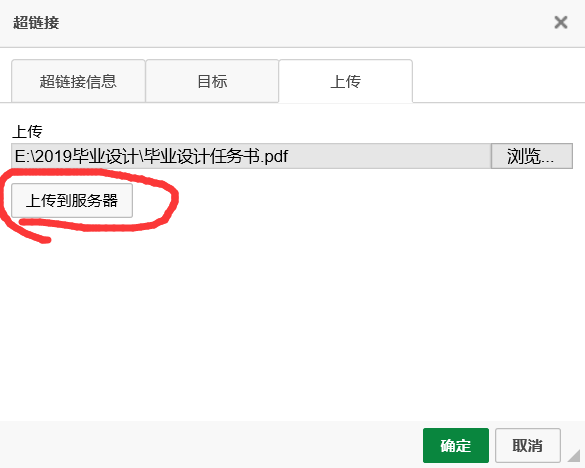 超链接
超链接信息 目标 上传
上传
E:\2019毕业设计\毕业设计任务书.pdf 浏览...
上传到服务器
确定 取消